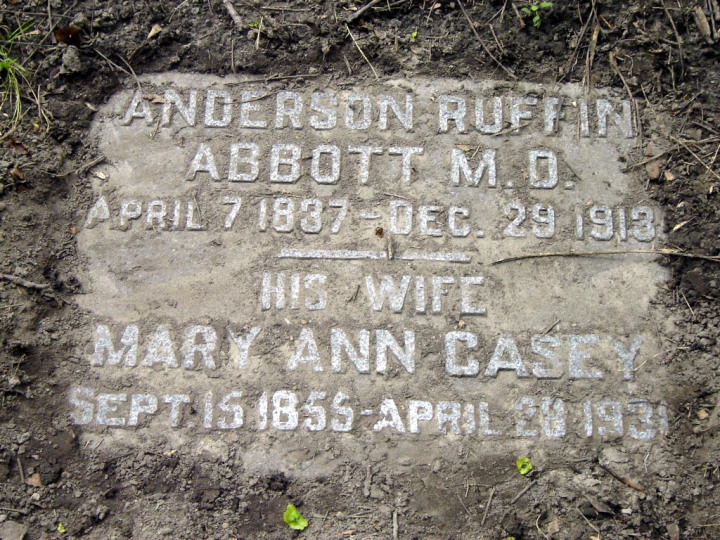 ANDERSON RUFFIN
ABBOTT M.D.
APRIL 7 1837-DEC. 29 1913.
HIS WIFE
MARY ANN CASEY
SEPT 15 1855-APRIL 28 1931